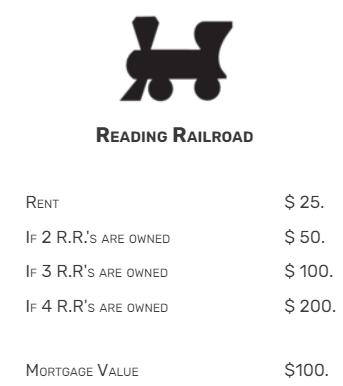 Reading Railroad
Rent $ 25.
If 2 R.R.'s are owned $ 50.
If 3 R.R's are owned $ 100.
If 4 R.R's are owned $ 200.
Mortgage Value $100.